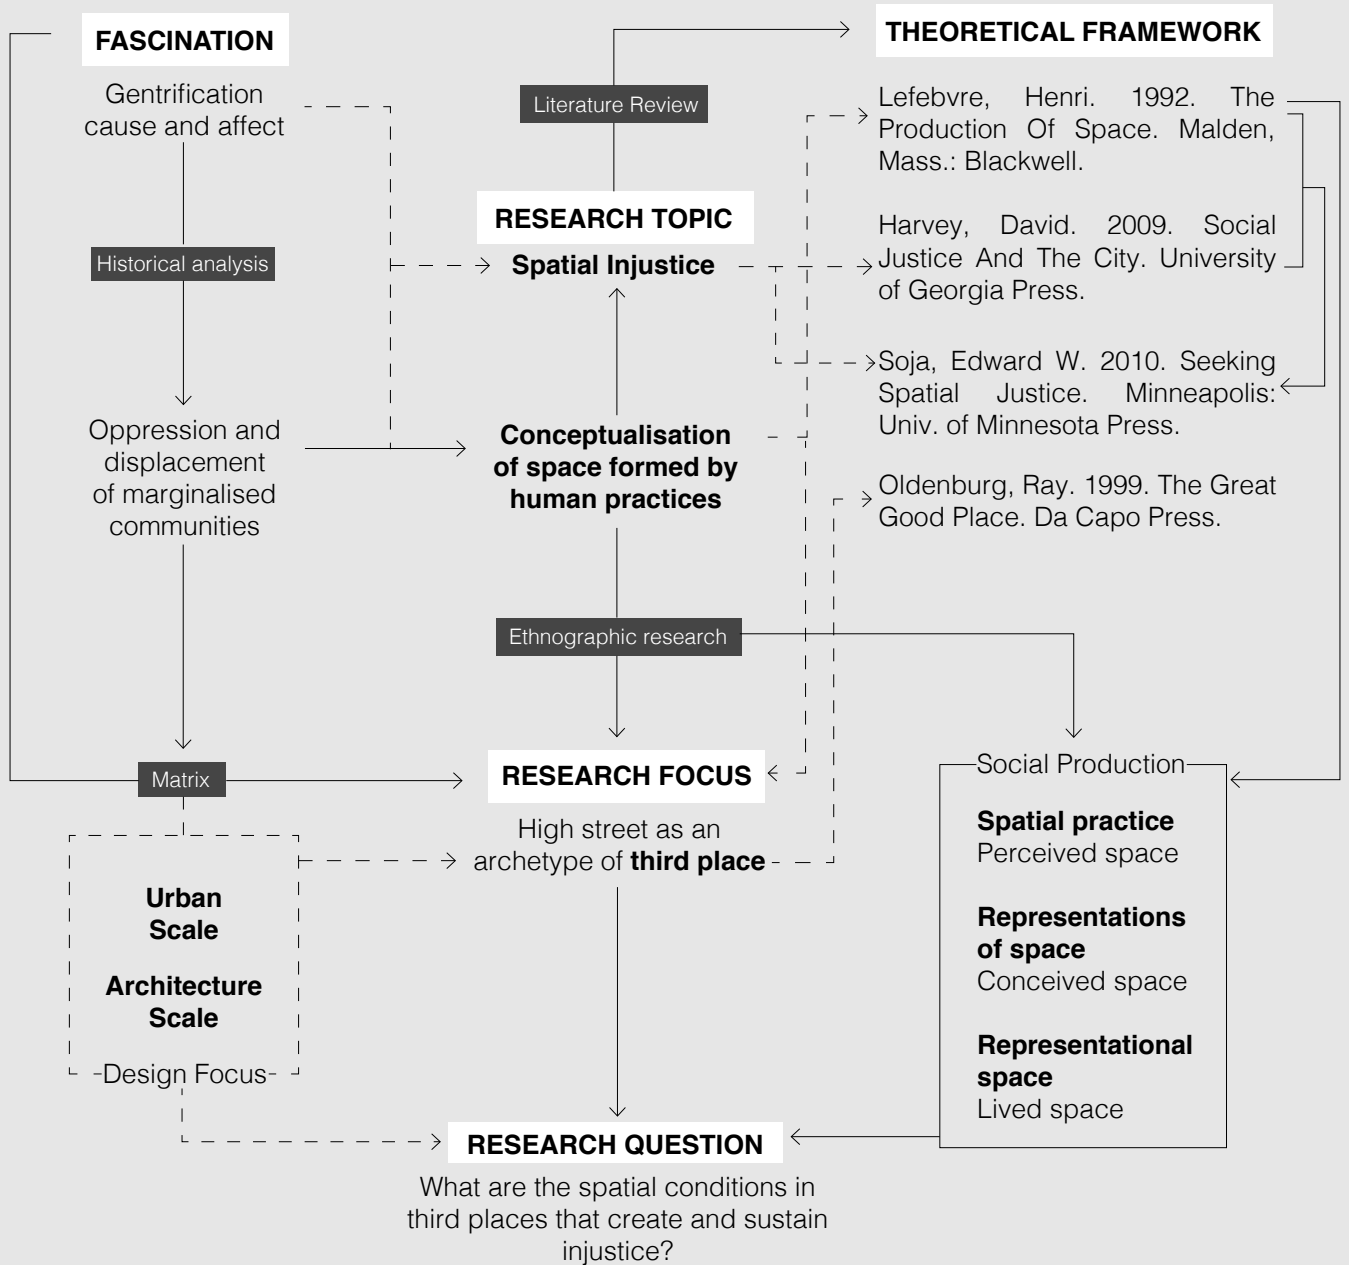 FASCINATION
Gentrification
cause and affect
Historical analysis
Oppression and
displacement
of marginalised
communities
Matrix
Urban
Scale
Architecture
Scale
Design Focus
Literature Review
RESEARCH TOPIC
Spatial Injustice
Conceptualisation
of space formed by
human practices
Ethnographic research
RESEARCH FOCUS
High street as an
archetype of third place
RESEARCH QUESTION
What are the spatial conditions in
third places that create and sustain
injustice?
THEORETICAL FRAMEWORK
Lefebvre, Henri. 1992. The
Production Of Space. Malden,
Mass.: Blackwell.
Harvey, David. 2009. Social
Justice And The City. University
of Georgia Press.
Soja, Edward W. 2010. Seeking
Spatial Justice. Minneapolis:
Univ. of Minnesota Press.
Oldenburg, Ray. 1999. The Great
Good Place. Da Capo Press.
Social Production
Spatial practice
Perceived space
Representations
of space
Conceived space
Representational
space
Lived space